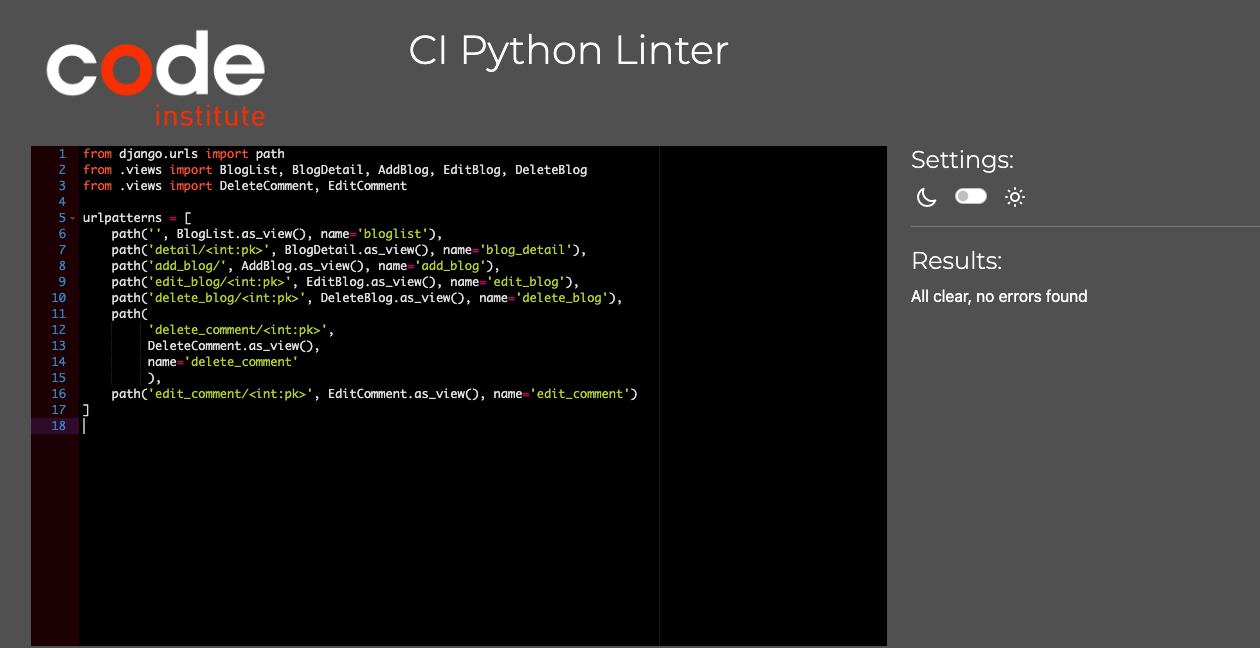 code
institute
CI Python Linter
1 from django.urls import path
2 from .views import BlogList, BlogDetail, AddBlog, EditBlog, DeleteBlog
3 from .views import DeleteComment, EditComment
4
5 urlpatterns = [
6     path('', BlogList.as_view(), name='bloglist'),
7     path('detail/<int:pk>', BlogDetail.as_view(), name='blog_detail'),
8     path('add_blog/', AddBlog.as_view(), name='add_blog'),
9     path('edit_blog/<int:pk>', EditBlog.as_view(), name='edit_blog'),
10     path('delete_blog/<int:pk>', DeleteBlog.as_view(), name='delete_blog'),
11     path(
12          'delete_comment/<int:pk>',
13          DeleteComment.as_view(),
14          name='delete_comment'
15          ),
16     path('edit_comment/<int:pk>', EditComment.as_view(), name='edit_comment')
17 ]
18
Settings:
Results:
All clear, no errors found